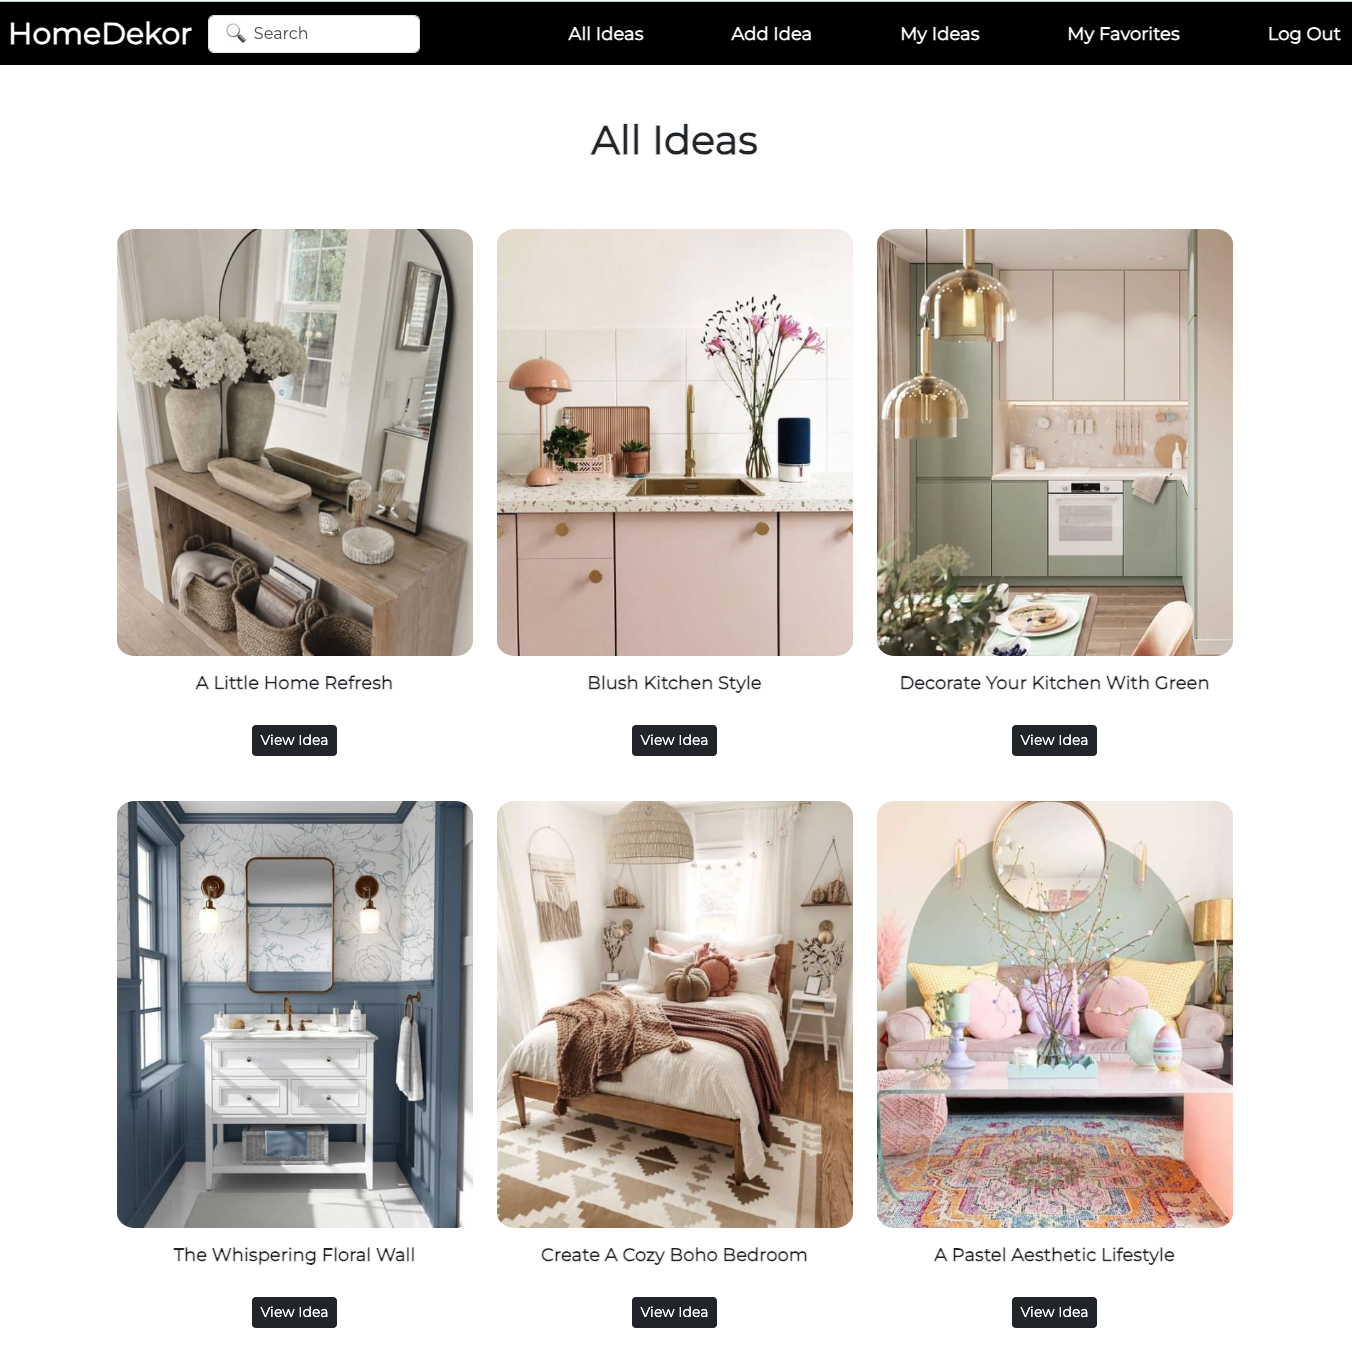 HomeDekor
Search
All Ideas
Add Idea
My Ideas
My Favorites
Log Out
All Ideas
A Little Home Refresh
Blush Kitchen Style
Decorate Your Kitchen With Green
View Idea
View Idea
View Idea
The Whispering Floral Wall
Create A Cozy Boho Bedroom
A Pastel Aesthetic Lifestyle
View Idea
View Idea
View Idea